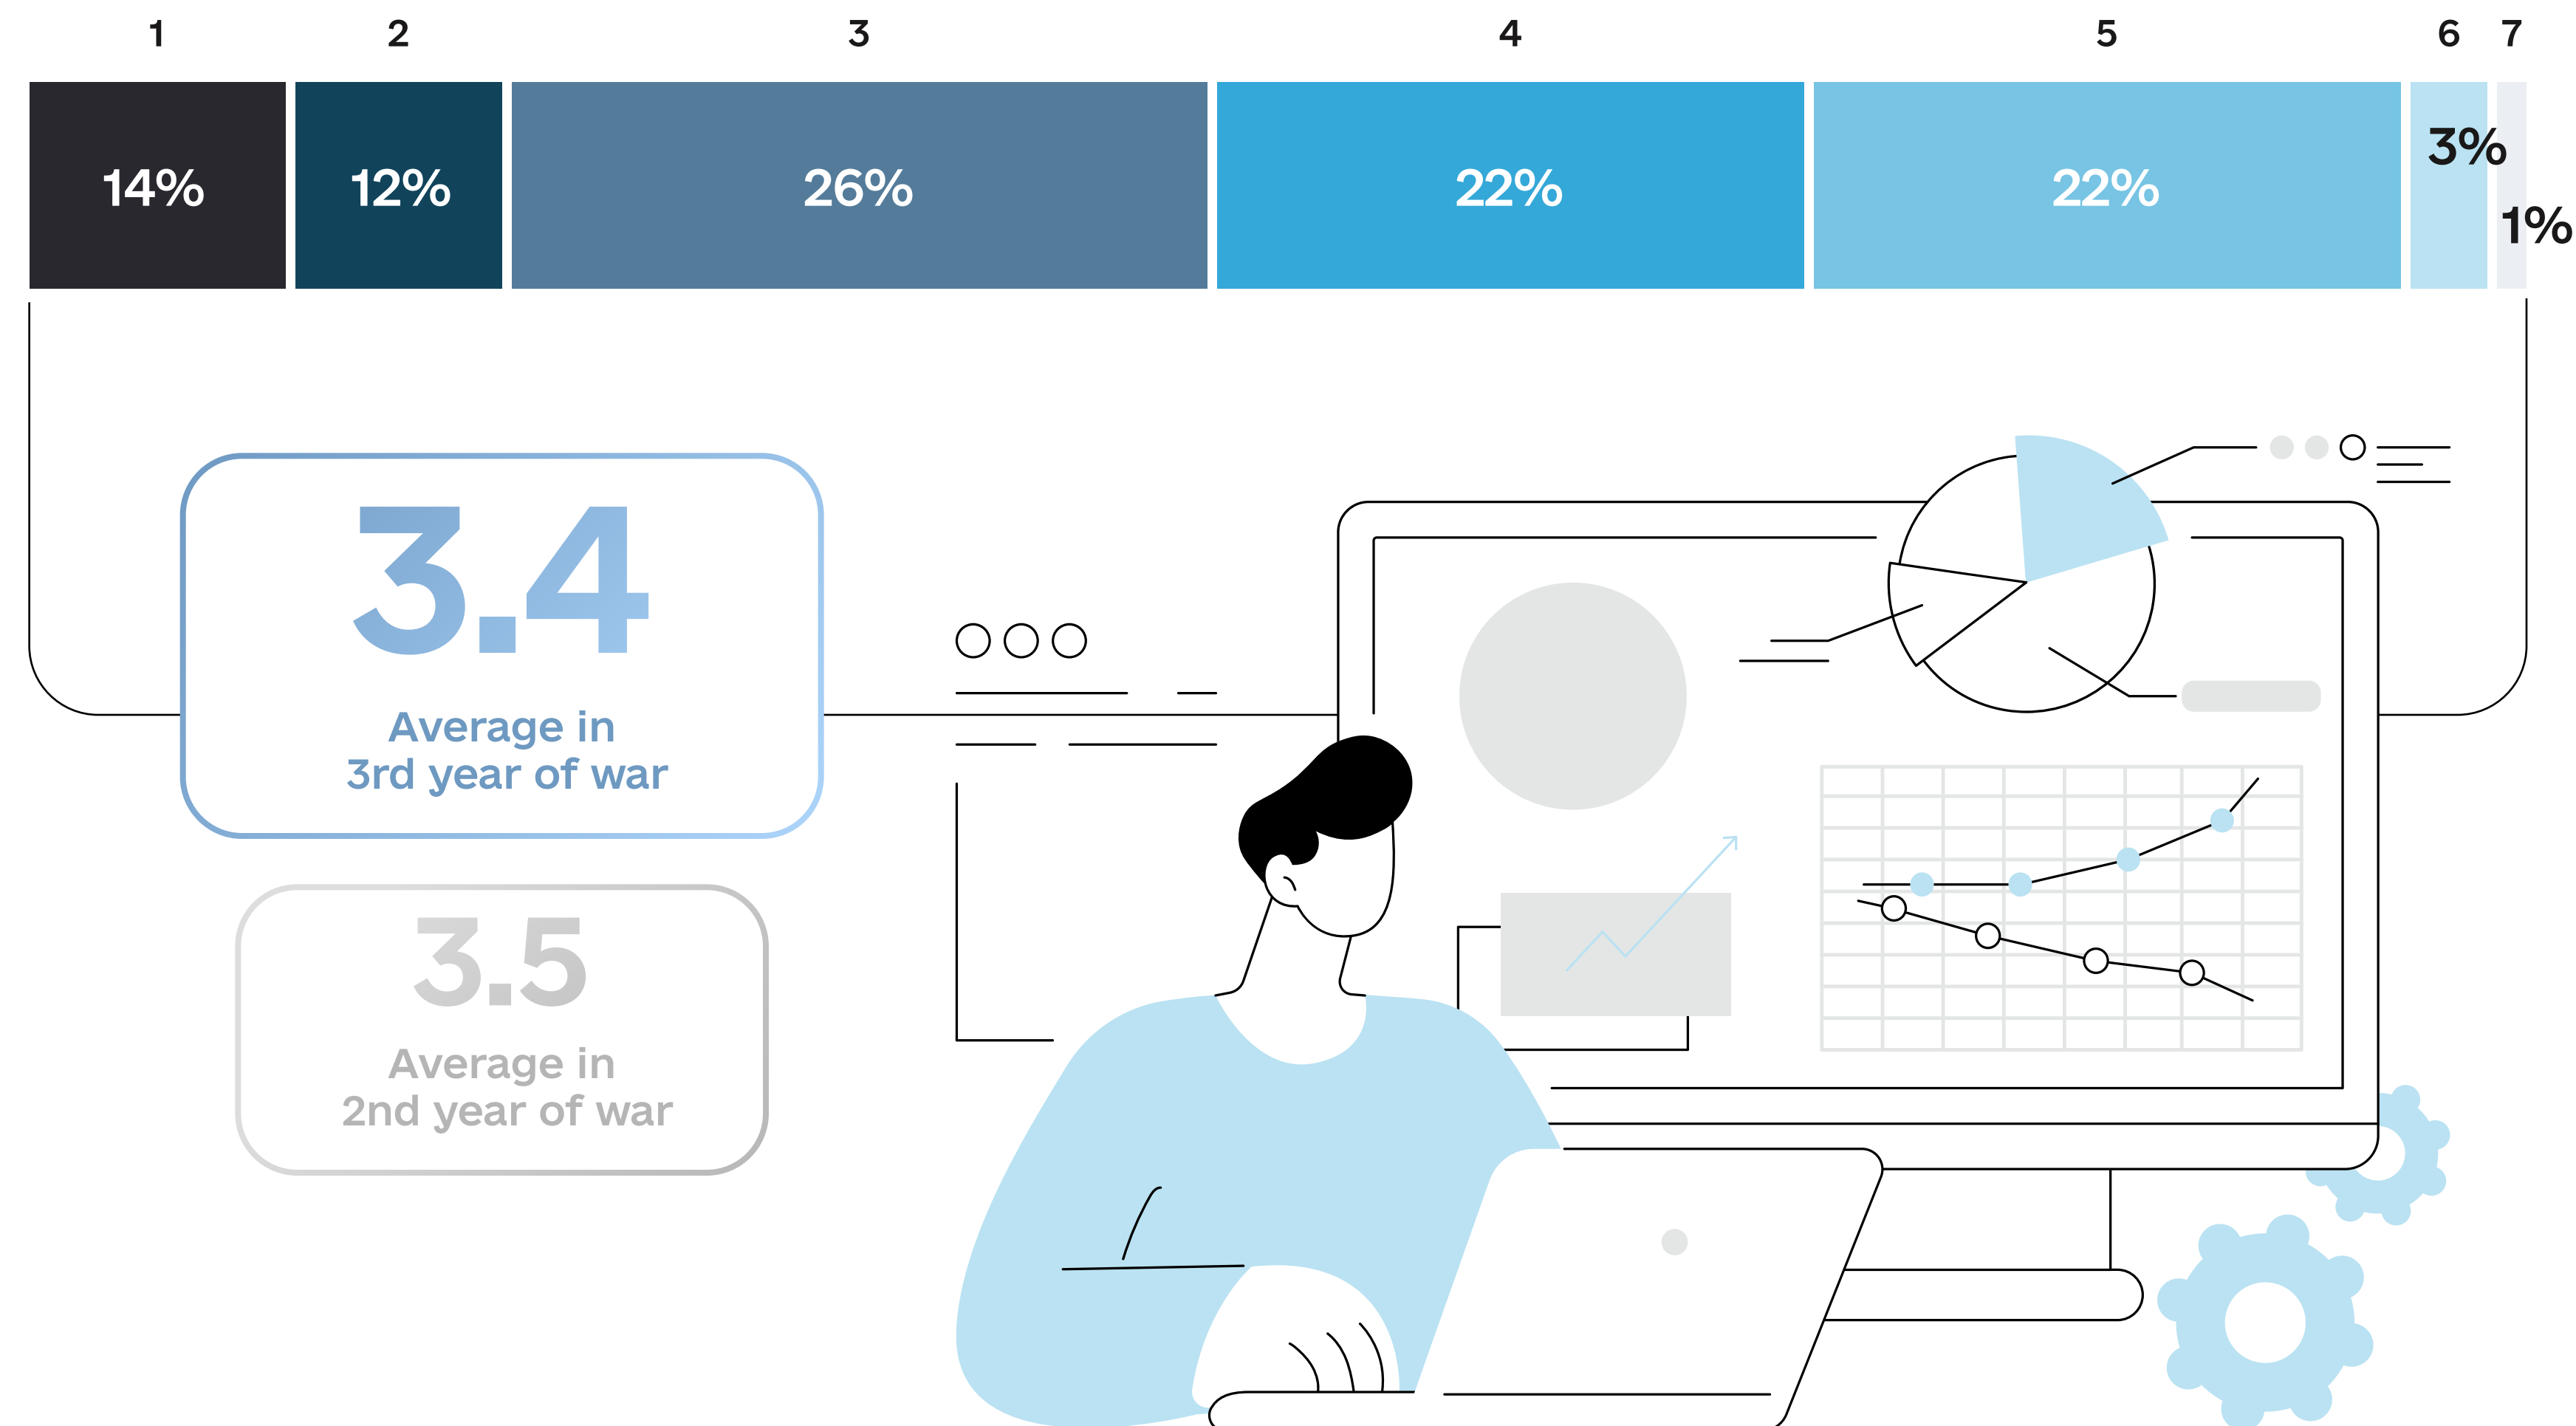 1 2 3 4 5 6 7
14% 12% 26% 22% 22% 3% 1%
3.4
Average in
3rd year of war
3.5
Average in
2nd year of war